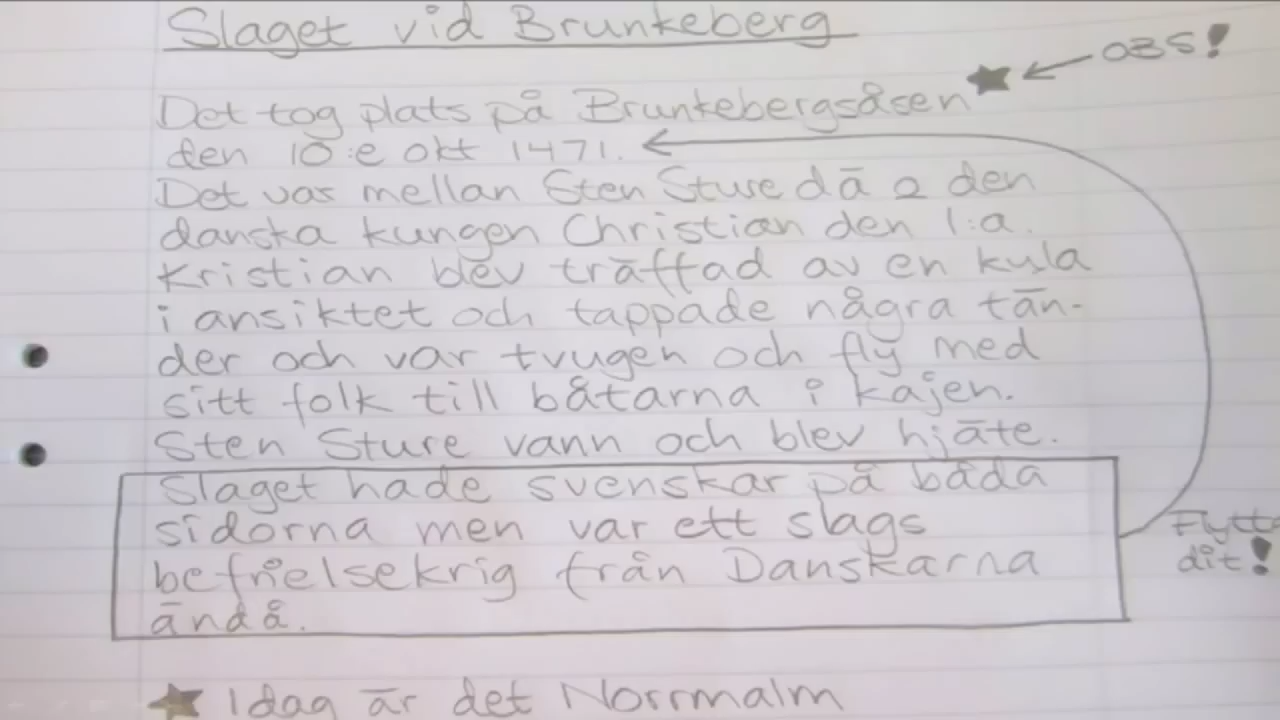 Slaget vid Brunkeberg
OBS!
Det tog plats på Brunkebergsåsen
den 10:e okt 1471.
Det var mellan Sten Sture då 2 den
danska kungen Christian den 1:a.
Kristian blev träffad av en kula
i ansiktet och tappade några tän-
der och var tvugen och fly med
sitt folk till båtarna i kajen.
Sten Sture vann och blev hjäte.
Slaget hade svenskar på båda
sidorna men var ett slags
befrielsekrig från Danskarna
ändå.
Flytta
dit!
Idag är det Norrmalm